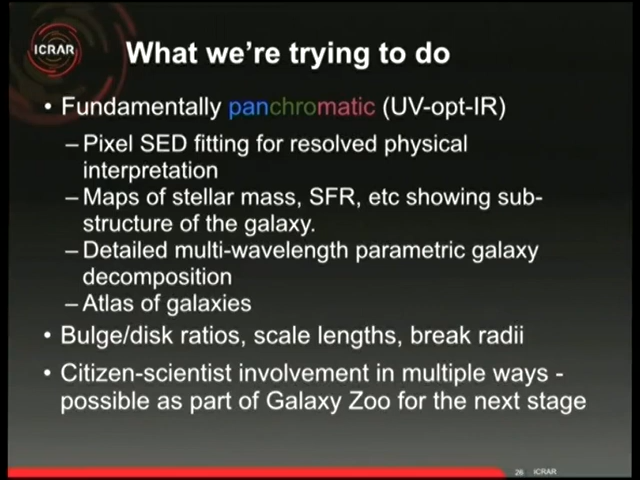 ICRAR
What we're trying to do
• Fundamentally panchromatic (UV-opt-IR)
– Pixel SED fitting for resolved physical
interpretation
– Maps of stellar mass, SFR, etc showing sub-
structure of the galaxy.
– Detailed multi-wavelength parametric galaxy
decomposition
– Atlas of galaxies
• Bulge/disk ratios, scale lengths, break radii
• Citizen-scientist involvement in multiple ways -
possible as part of Galaxy Zoo for the next stage
26 ICRAR